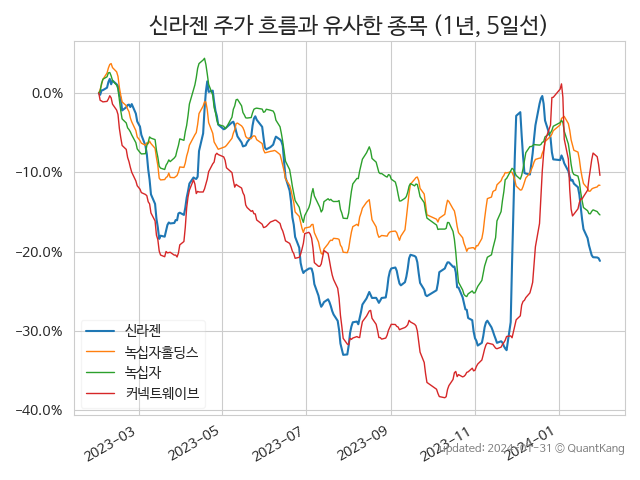 신라젠 주가 흐름과 유사한 종목 (1년, 5일선)
0.0%
-10.0%
-20.0%
-30.0%
-40.0%
신라젠
녹십자홀딩스
녹십자
커넥트웨이브
2023-03
2023-05
2023-07
2023-09
2023-11
2024-01
updated: 2024-01-31 © QuantKang